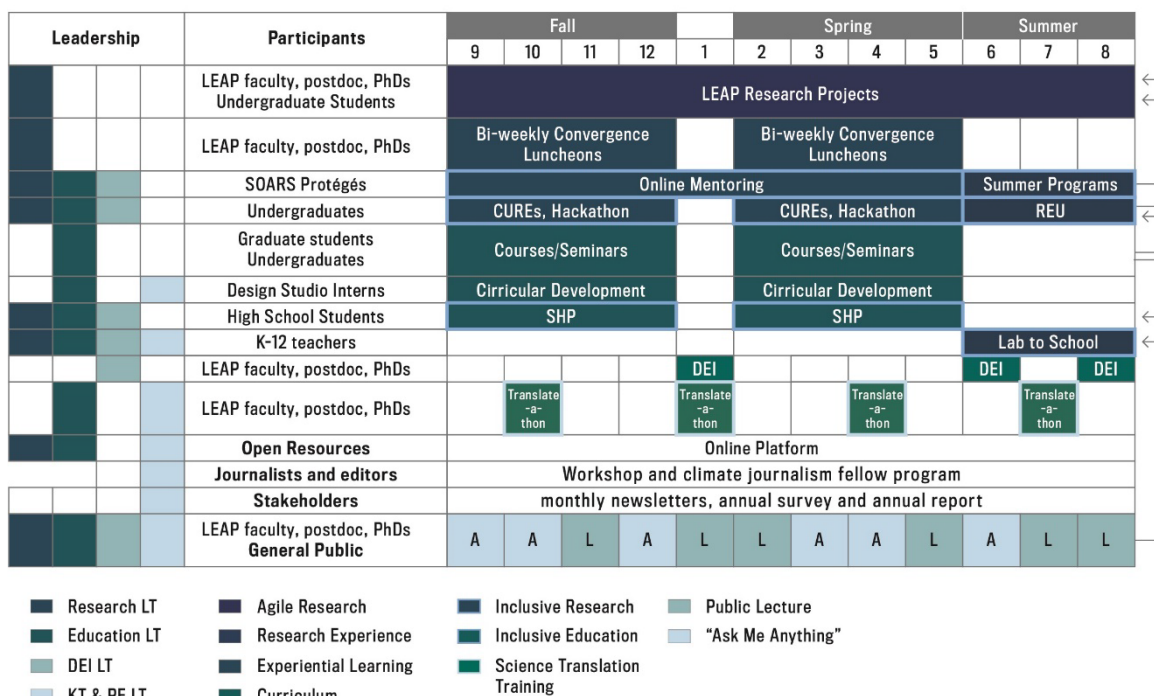 Leadership Participants Fall Spring Summer
9 10 11 12 1 2 3 4 5 6 7 8
LEAP faculty, postdoc, PhDs
Undergraduate Students
LEAP Research Projects
LEAP faculty, postdoc, PhDs
Bi-weekly Convergence
Luncheons
Bi-weekly Convergence
Luncheons
SOARS Protégés Online Mentoring Summer Programs
Undergraduates CUREs, Hackathon CUREs, Hackathon REU
Graduate students
Undergraduates
Courses/Seminars Courses/Seminars
Design Studio Interns Cirricular Development Cirricular Development
High School Students SHP SHP
K-12 teachers Lab to School
LEAP faculty, postdoc, PhDs DEI DEI DEI
LEAP faculty, postdoc, PhDs
Translate
-a-
thon
Translate
-a-
thon
Translate
-a-
thon
Translate
-a-
thon
Open Resources Online Platform
Journalists and editors Workshop and climate journalism fellow program
Stakeholders monthly newsletters, annual survey and annual report
LEAP faculty, postdoc, PhDs
General Public
A A L A L L A A L A L L
Research LT
Education LT
DEI LT
KT & PE LT
Agile Research
Research Experience
Experiential Learning
Curriculum
Inclusive Research
Inclusive Education
Science Translation
Training
Public Lecture
“Ask Me Anything”